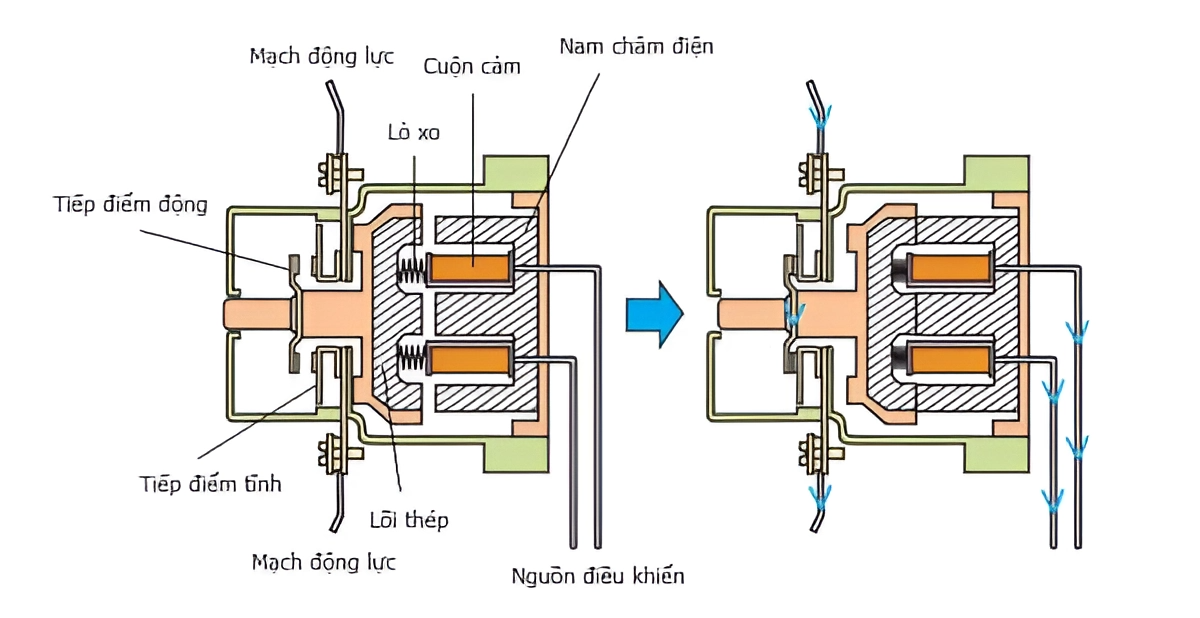 Mạch động lực
Cuộn cảm
Nam châm điện
Lò xo
Tiếp điểm động
Tiếp điểm tĩnh
Lõi thép
Mạch động lực
Nguồn điều khiển